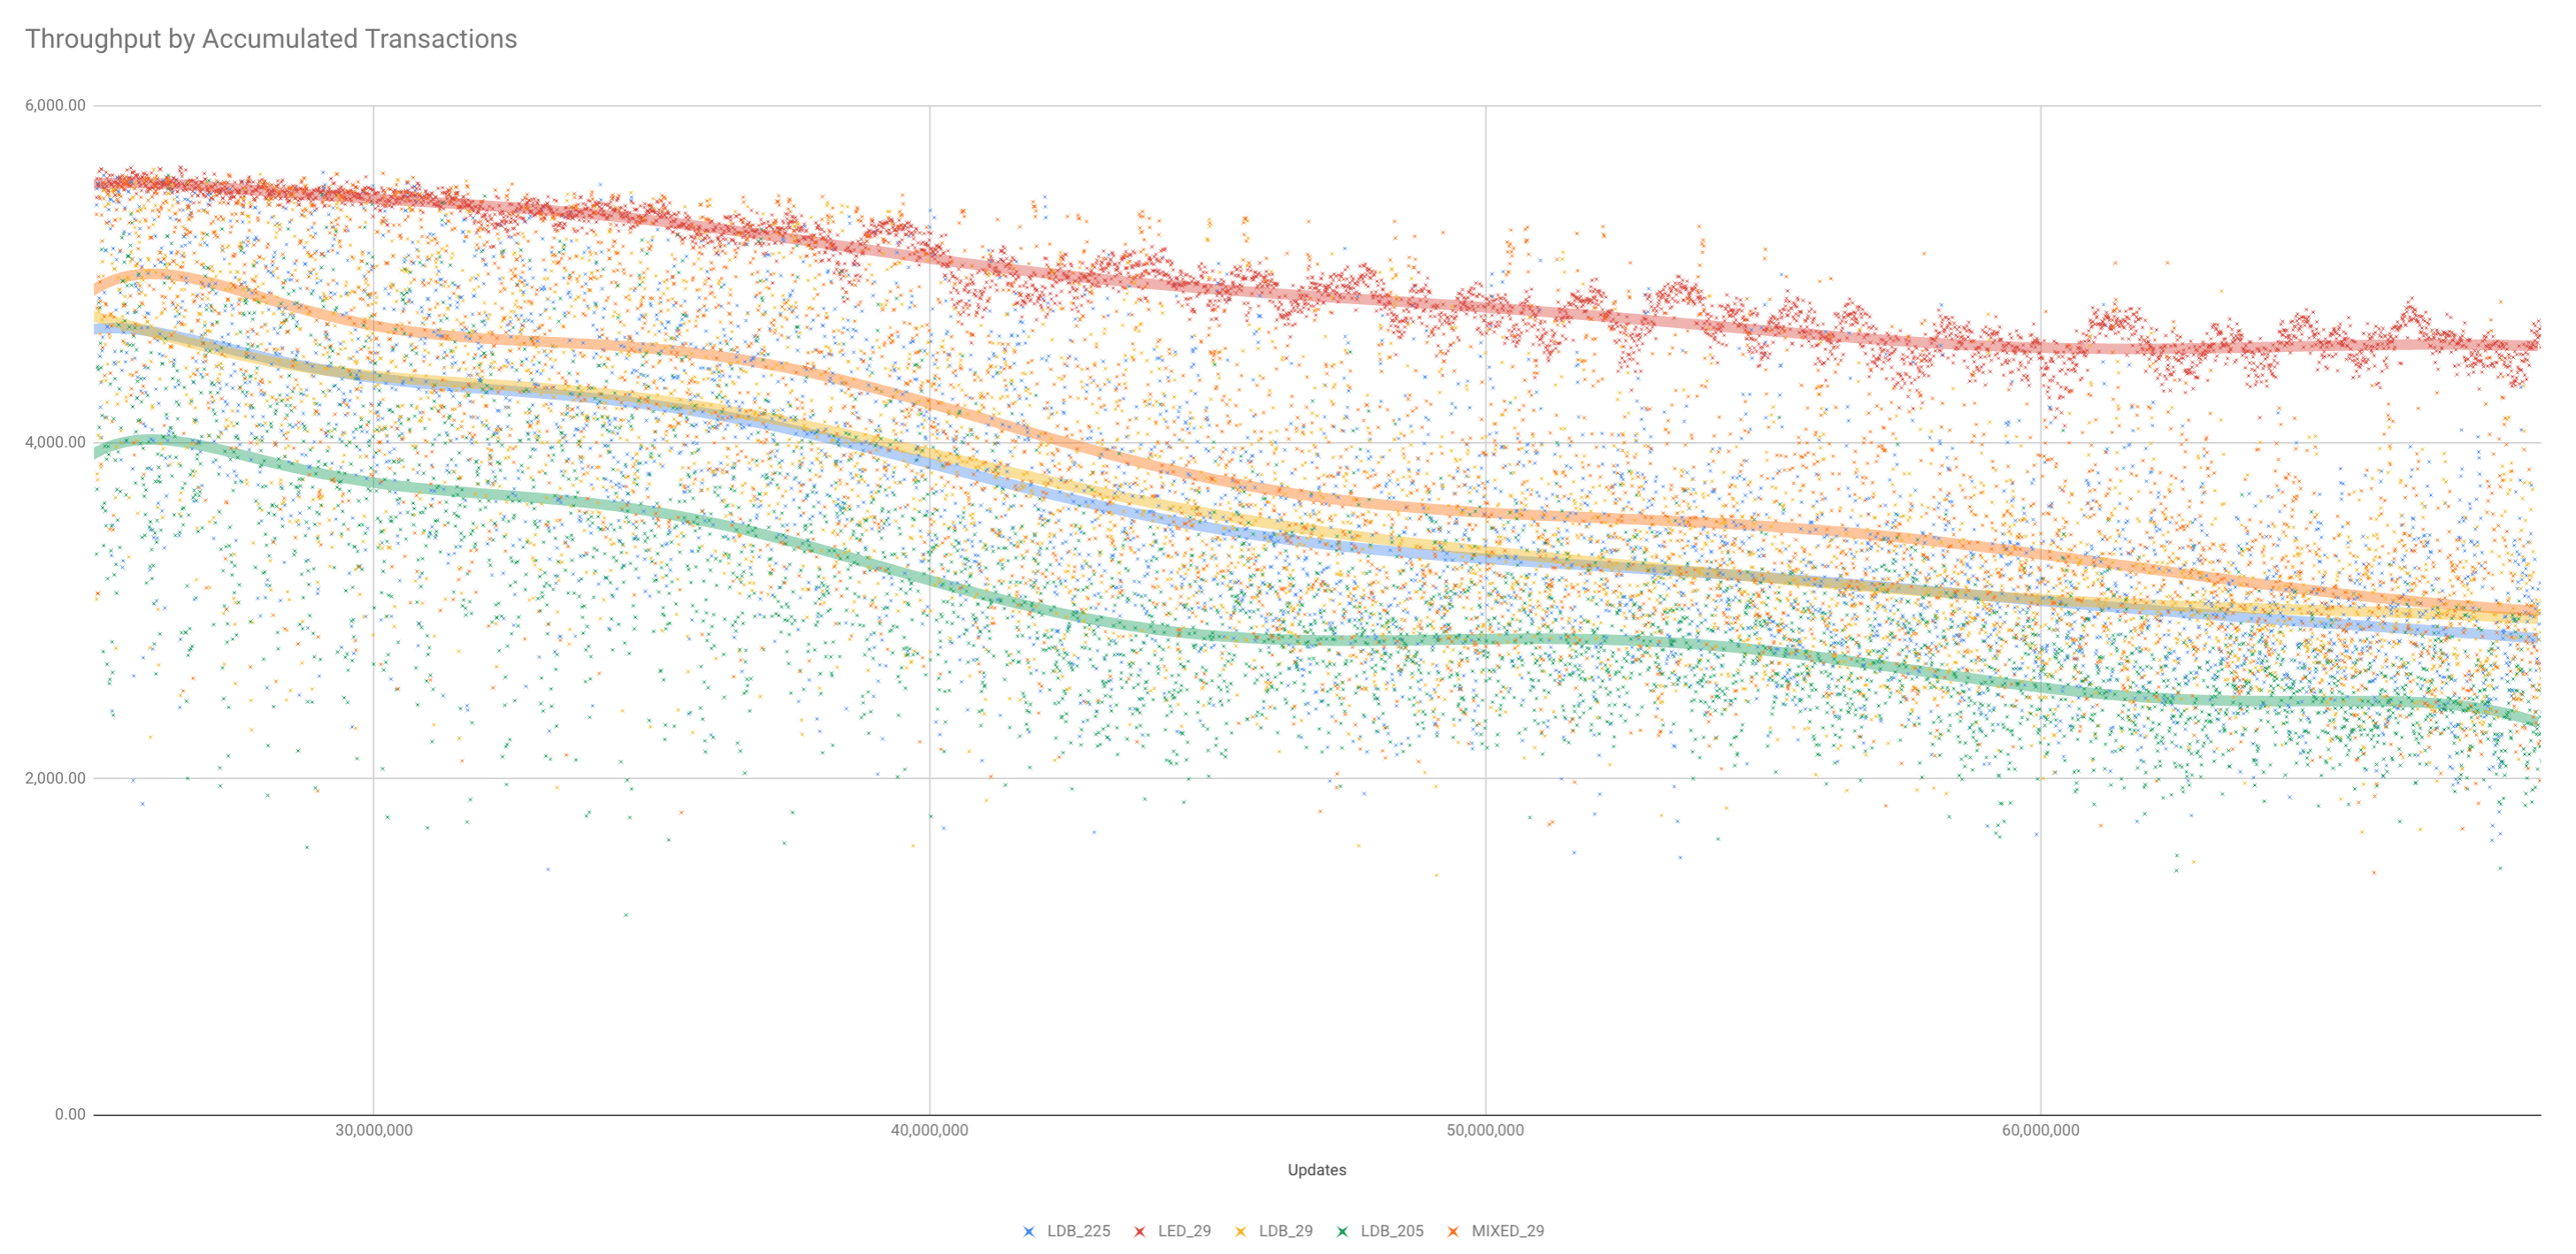 Throughput by Accumulated Transactions
6,000.00
4,000.00
2,000.00
0.00
30,000,000 40,000,000 50,000,000 60,000,000
Updates
LDB_225 LED_29 LDB_29 LDB_205 MIXED_29